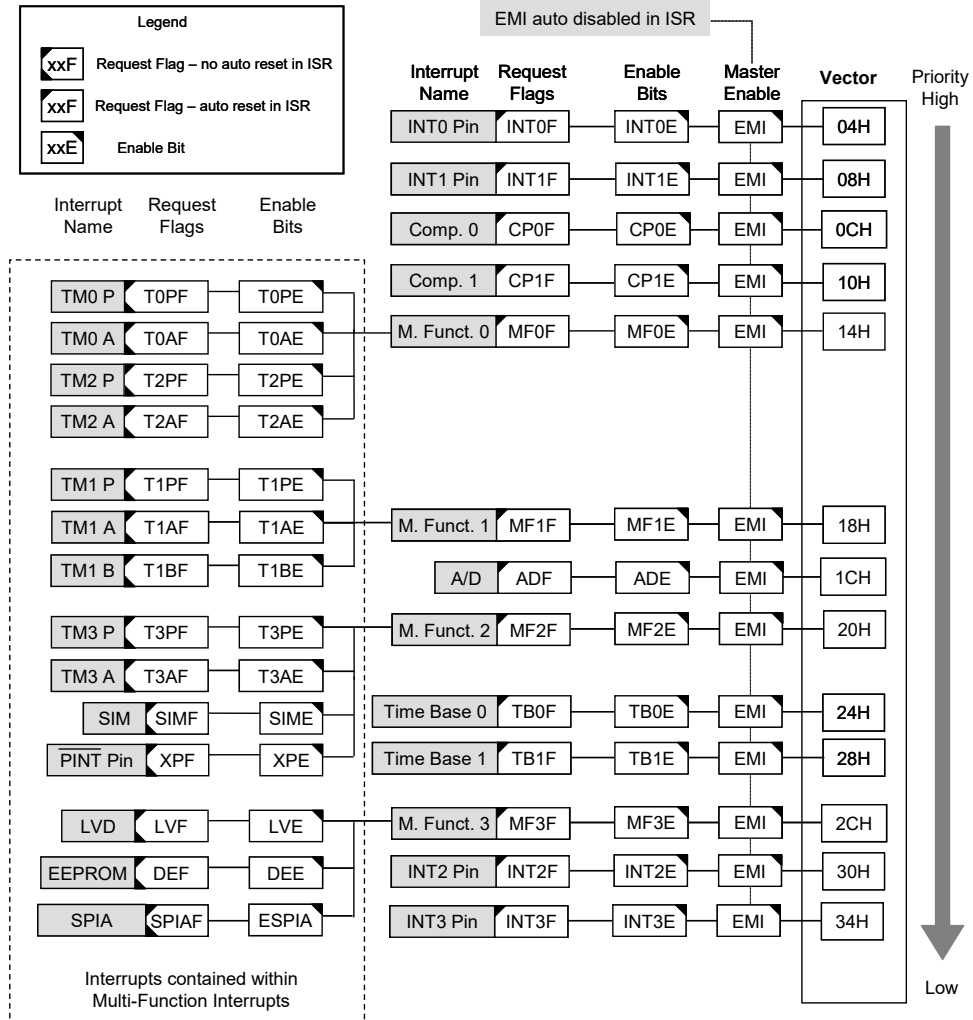 EMI auto disabled in ISR
Legend
xxF Request Flag – no auto reset in ISR
xxF Request Flag – auto reset in ISR
xxE Enable Bit
Interrupt Name Request Flags Enable Bits Master Enable Vector Priority High
INT0 Pin INT0F INT0E EMI 04H
INT1 Pin INT1F INT1E EMI 08H
Interrupt Name Request Flags Enable Bits
Comp. 0 CP0F CP0E EMI 0CH
Comp. 1 CP1F CP1E EMI 10H
TM0 P T0PF T0PE
TM0 A T0AF T0AE M. Funct. 0 MF0F MF0E EMI 14H
TM2 P T2PF T2PE
TM2 A T2AF T2AE
TM1 P T1PF T1PE
TM1 A T1AF T1AE M. Funct. 1 MF1F MF1E EMI 18H
TM1 B T1BF T1BE A/D ADF ADE EMI 1CH
TM3 P T3PF T3PE M. Funct. 2 MF2F MF2E EMI 20H
TM3 A T3AF T3AE
SIM SIMF SIME Time Base 0 TB0F TB0E EMI 24H
PINT Pin XPF XPE Time Base 1 TB1F TB1E EMI 28H
LVD LVF LVE M. Funct. 3 MF3F MF3E EMI 2CH
EEPROM DEF DEE INT2 Pin INT2F INT2E EMI 30H
SPIA SPIAF ESPIA INT3 Pin INT3F INT3E EMI 34H
Interrupts contained within
Multi-Function Interrupts
Low